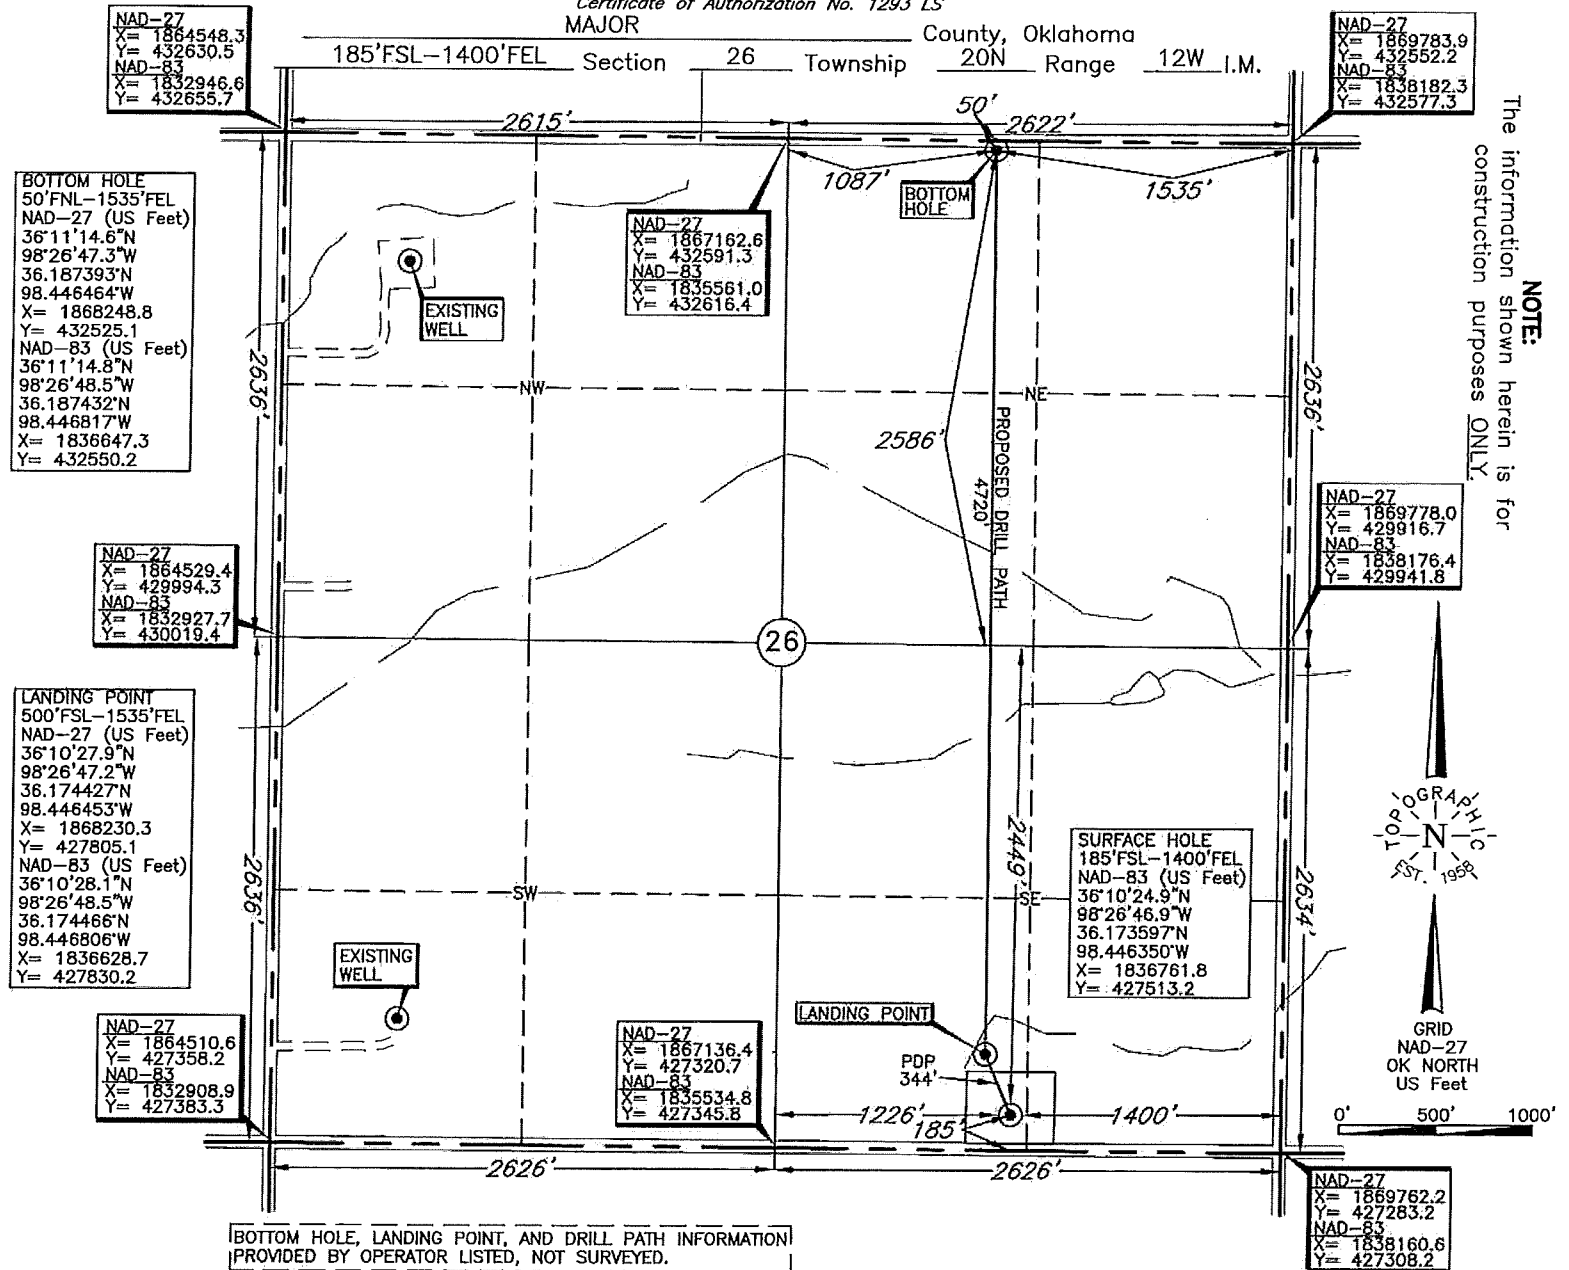 Certificate of Authorization No. 1293 LS
MAJOR County, Oklahoma
185'FSL-1400'FEL Section 26 Township 20N Range 12W I.M.
NAD-27
X= 1864548.3
Y= 432630.5
NAD-83
X= 1832946.6
Y= 432655.7
NAD-27
X= 1869783.9
Y= 432552.2
NAD-83
X= 1838182.3
Y= 432577.3
2615'
50'
2622'
1087'
1535'
BOTTOM
HOLE
NOTE:
The information shown herein is for
construction purposes ONLY.
BOTTOM HOLE
50'FNL-1535'FEL
NAD-27 (US Feet)
36°11'14.6"N
98°26'47.3"W
36.187393°N
98.446464°W
X= 1868248.8
Y= 432525.1
NAD-83 (US Feet)
36°11'14.8"N
98°26'48.5"W
36.187432°N
98.446817°W
X= 1836647.3
Y= 432550.2
NAD-27
X= 1867162.6
Y= 432591.3
NAD-83
X= 1835561.0
Y= 432616.4
EXISTING
WELL
2636'
NW
NE
2636'
2586'
PROPOSED DRILL PATH
4720'
NAD-27
X= 1869778.0
Y= 429916.7
NAD-83
X= 1838176.4
Y= 429941.8
NAD-27
X= 1864529.4
Y= 429994.3
NAD-83
X= 1832927.7
Y= 430019.4
26
LANDING POINT
500'FSL-1535'FEL
NAD-27 (US Feet)
36°10'27.9"N
98°26'47.2"W
36.174427°N
98.446453°W
X= 1868230.3
Y= 427805.1
NAD-83 (US Feet)
36°10'28.1"N
98°26'48.5"W
36.174466°N
98.446806°W
X= 1836628.7
Y= 427830.2
2636'
SW
2449'
SE
SURFACE HOLE
185'FSL-1400'FEL
NAD-83 (US Feet)
36°10'24.9"N
98°26'46.9"W
36.173597°N
98.446350°W
X= 1836761.8
Y= 427513.2
2634'
TOPOGRAPHIC
N
EST. 1958
EXISTING
WELL
LANDING POINT
PDP
344'
GRID
NAD-27
OK NORTH
US Feet
0' 500' 1000'
NAD-27
X= 1864510.6
Y= 427358.2
NAD-83
X= 1832908.9
Y= 427383.3
NAD-27
X= 1867136.4
Y= 427320.7
NAD-83
X= 1835534.8
Y= 427345.8
1226'
185'
1400'
2626'
2626'
NAD-27
X= 1869762.2
Y= 427283.2
NAD-83
X= 1838160.6
Y= 427308.2
BOTTOM HOLE, LANDING POINT, AND DRILL PATH INFORMATION
PROVIDED BY OPERATOR LISTED, NOT SURVEYED.